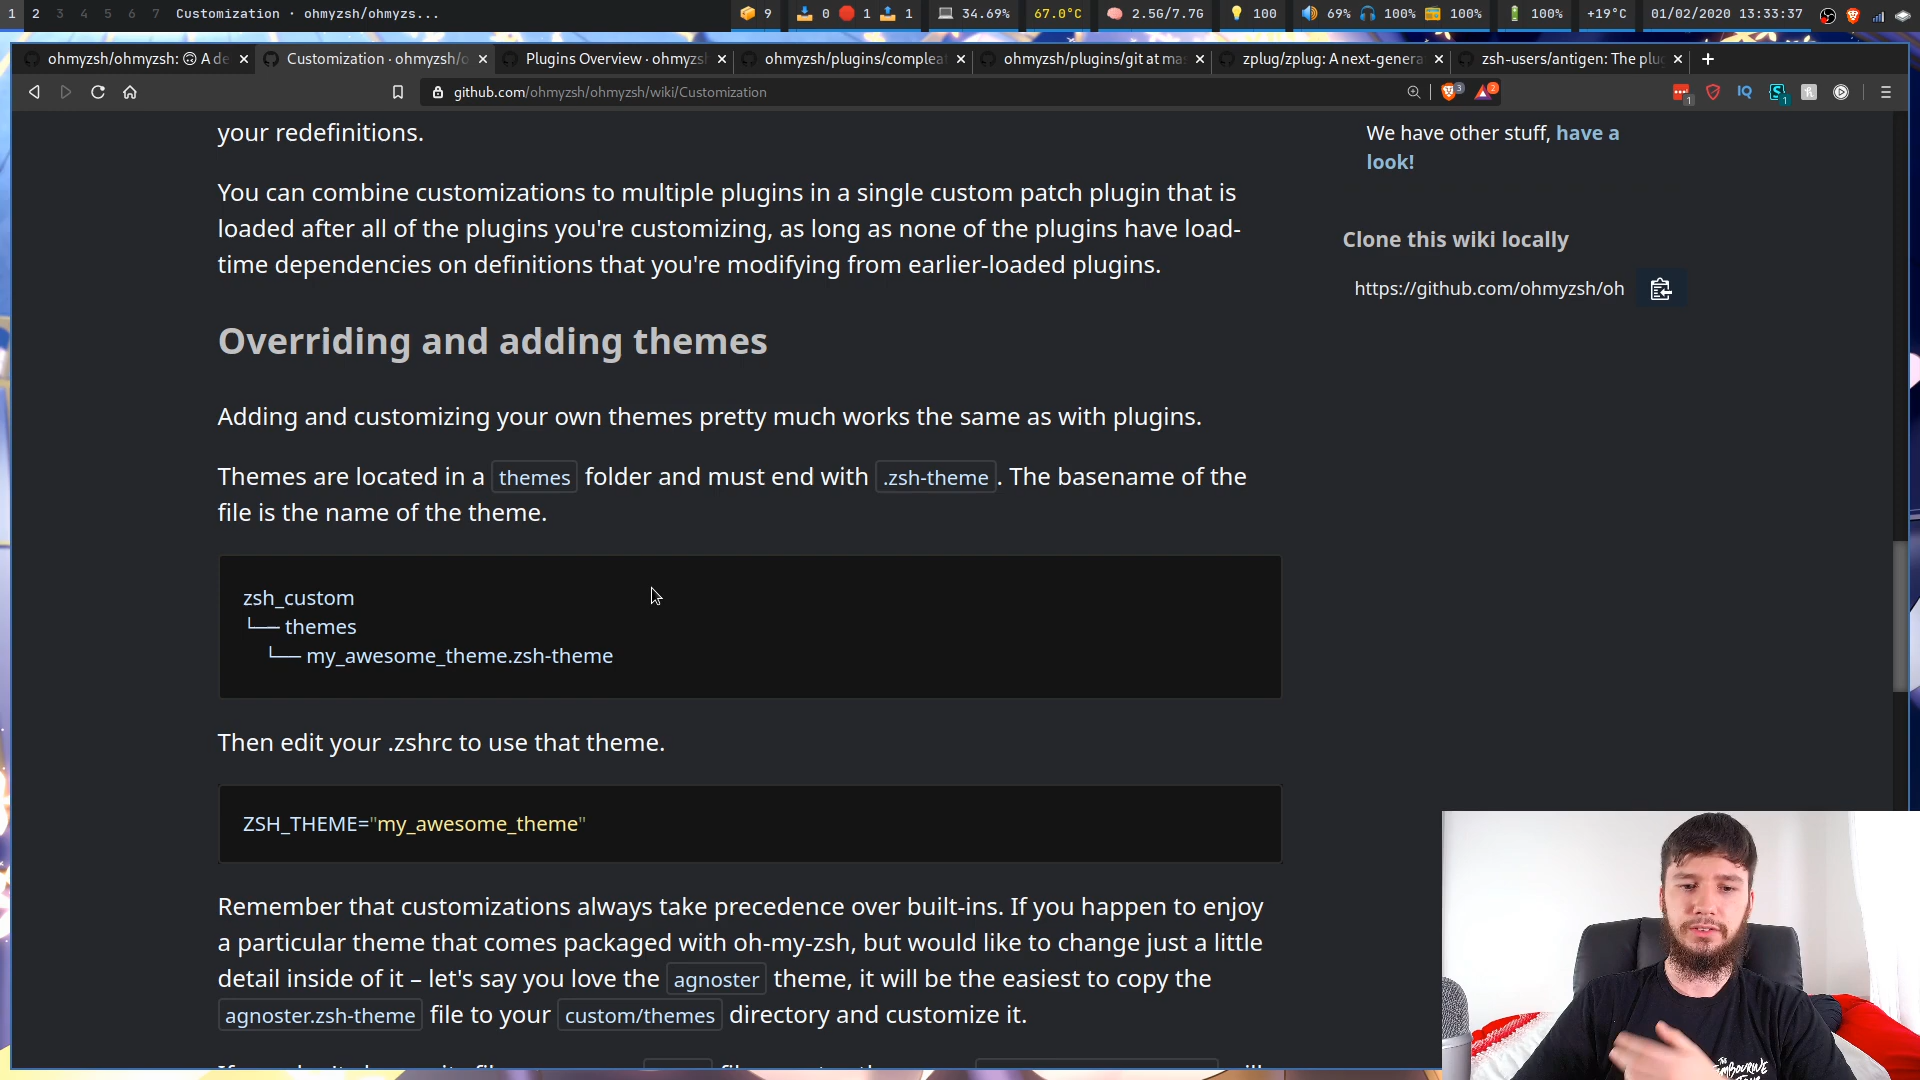 1 2 3 4 5 6 7 Customization · ohmyzsh/ohmyzs... 9 0 1 1 34.69% 67.0°C 2.5G/7.7G 100 69% 100% 100% 100% +19°C 01/02/2020 13:33:37
ohmyzsh/ohmyzsh: 🙃 A de Customization · ohmyzsh/o Plugins Overview · ohmyzsh ohmyzsh/plugins/compleat ohmyzsh/plugins/git at mas zplug/zplug: A next-genera zsh-users/antigen: The plug
github.com/ohmyzsh/ohmyzsh/wiki/Customization 3 2 1 IQ 1
your redefinitions.
You can combine customizations to multiple plugins in a single custom patch plugin that is
loaded after all of the plugins you're customizing, as long as none of the plugins have load-
time dependencies on definitions that you're modifying from earlier-loaded plugins.
Overriding and adding themes
Adding and customizing your own themes pretty much works the same as with plugins.
Themes are located in a themes folder and must end with .zsh-theme. The basename of the
file is the name of the theme.
zsh_custom
└── themes
└── my_awesome_theme.zsh-theme
Then edit your .zshrc to use that theme.
ZSH_THEME="my_awesome_theme"
Remember that customizations always take precedence over built-ins. If you happen to enjoy
a particular theme that comes packaged with oh-my-zsh, but would like to change just a little
detail inside of it – let's say you love the agnoster theme, it will be the easiest to copy the
agnoster.zsh-theme file to your custom/themes directory and customize it.
We have other stuff, have a
look!
Clone this wiki locally
https://github.com/ohmyzsh/oh